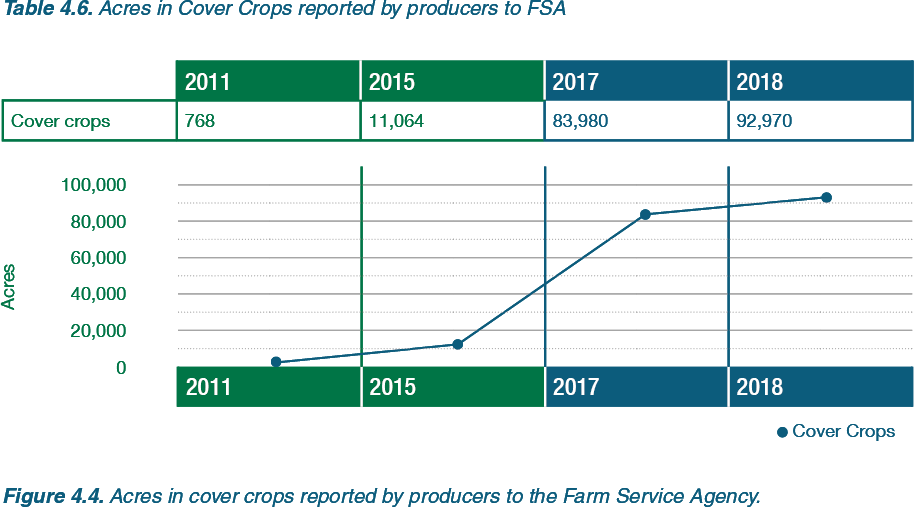 Table 4.6. Acres in Cover Crops reported by producers to FSA
2011 2015 2017 2018
Cover crops 768 11,064 83,980 92,970
100,000
80,000
60,000
40,000
20,000
0
Acres
2011 2015 2017 2018
Cover Crops
Figure 4.4. Acres in cover crops reported by producers to the Farm Service Agency.